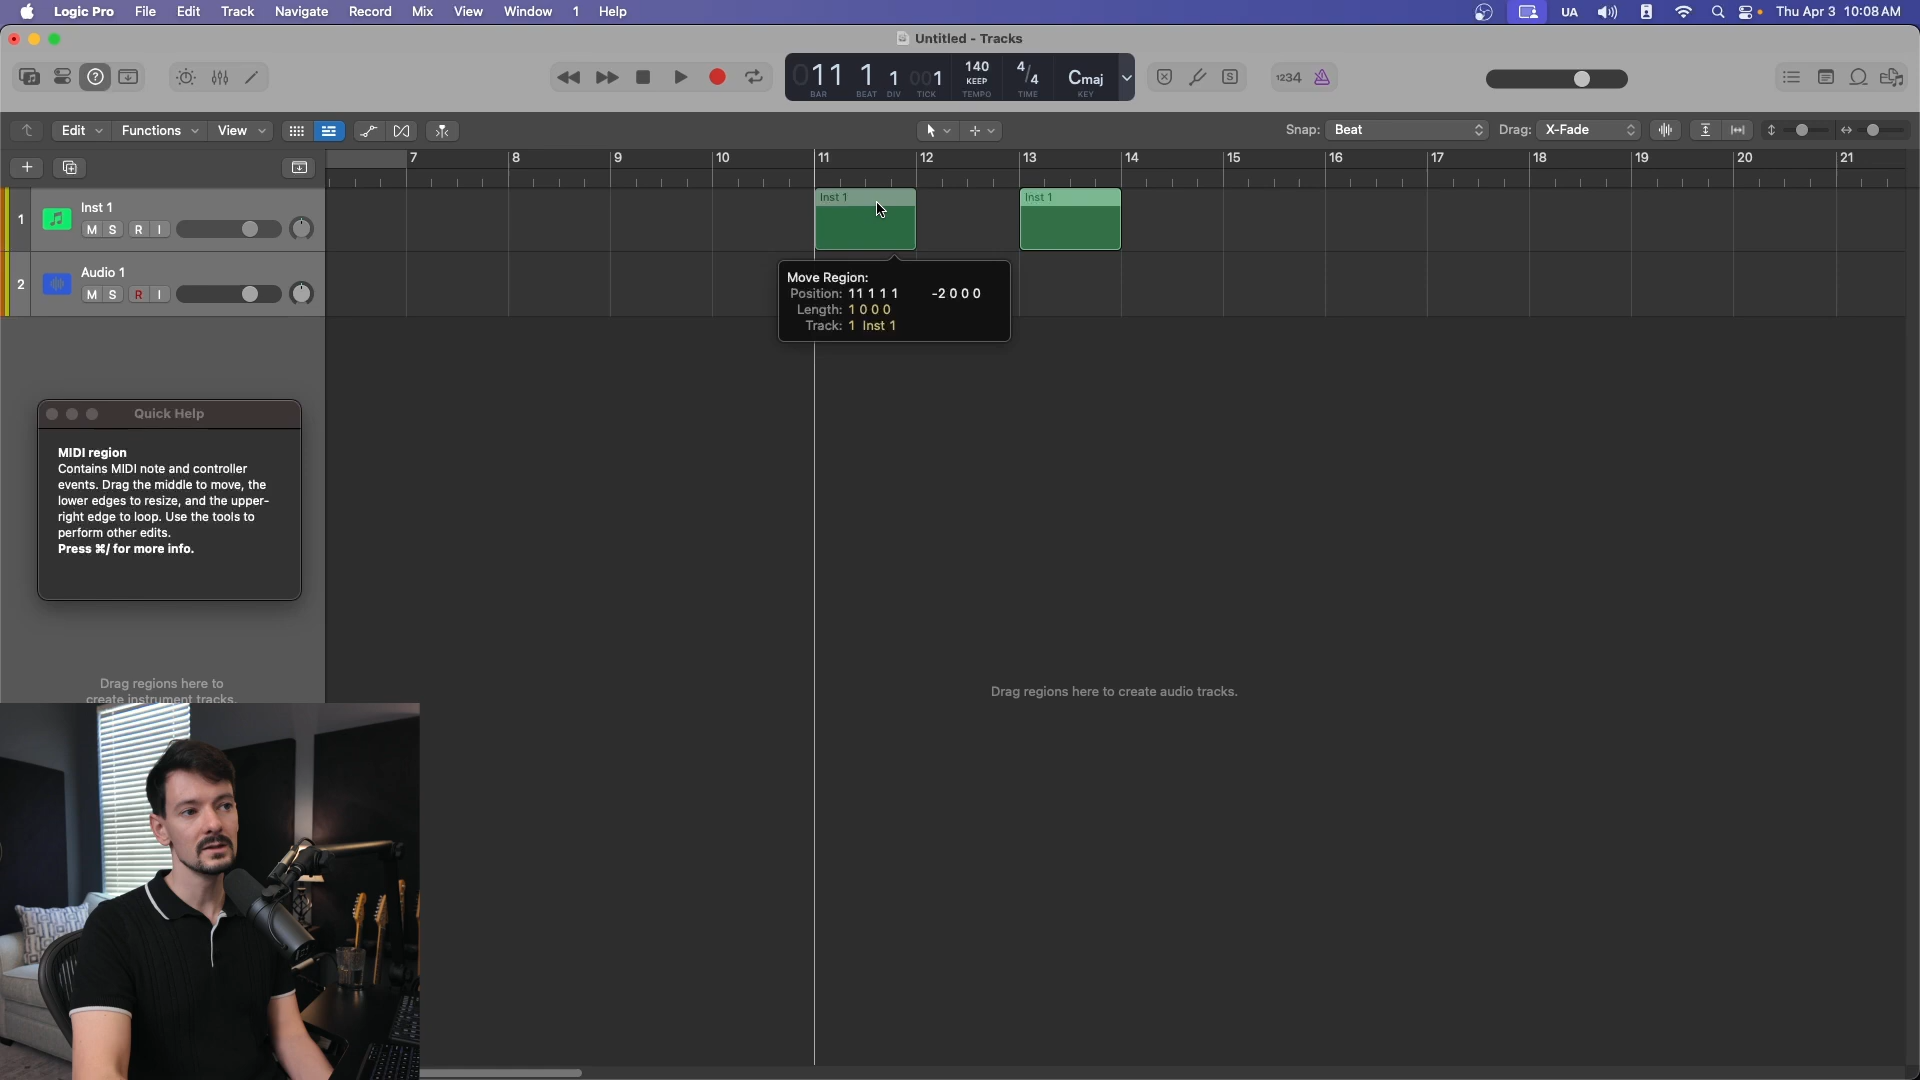 Logic Pro File Edit Track Navigate Record Mix View Window 1 Help
UA Thu Apr 3 10:08 AM
Untitled - Tracks
011 1 1 001
BAR BEAT DIV TICK
140
KEEP
TEMPO
4/4
TIME
Cmaj
KEY
S
1234
Edit Functions View
Snap: Beat
Drag: X-Fade
7 8 9 10 11 12 13 14 15 16 17 18 19 20 21
1
Inst 1
M S R I
Inst 1
Inst 1
2
Audio 1
M S R I
Move Region:
Position: 11 1 1 1 -2 0 0 0
Length: 1 0 0 0
Track: 1 Inst 1
Quick Help
MIDI region
Contains MIDI note and controller
events. Drag the middle to move, the
lower edges to resize, and the upper-
right edge to loop. Use the tools to
perform other edits.
Press ⌘/ for more info.
Drag regions here to
create instrument tracks.
Drag regions here to create audio tracks.